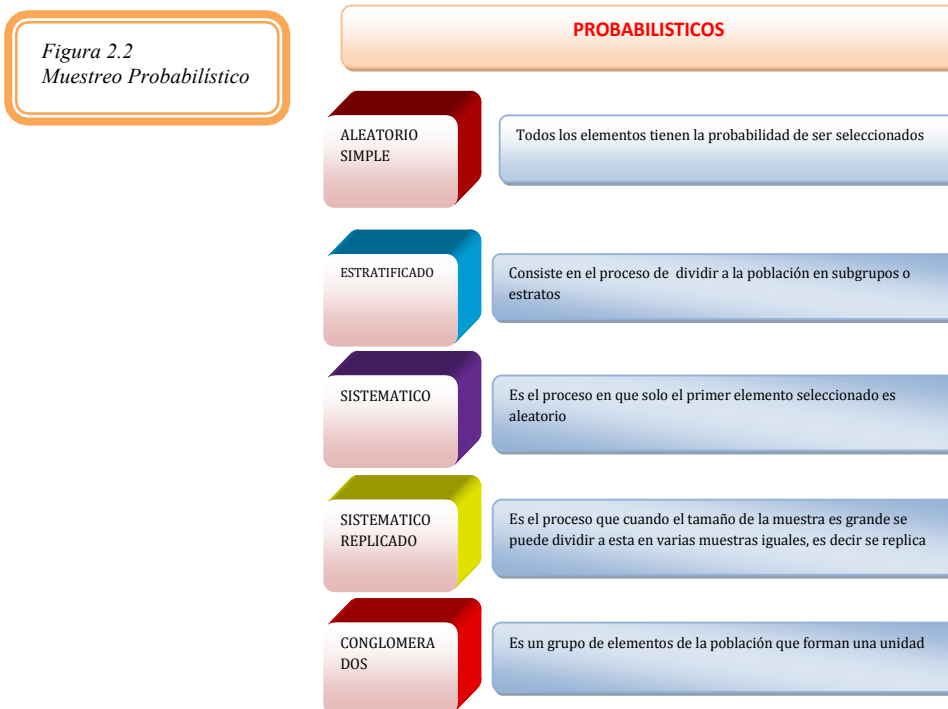 Figura 2.2
Muestreo Probabilístico
PROBABILISTICOS
ALEATORIO
SIMPLE
Todos los elementos tienen la probabilidad de ser seleccionados
ESTRATIFICADO
Consiste en el proceso de dividir a la población en subgrupos o
estratos
SISTEMATICO
Es el proceso en que solo el primer elemento seleccionado es
aleatorio
SISTEMATICO
REPLICADO
Es el proceso que cuando el tamaño de la muestra es grande se
puede dividir a esta en varias muestras iguales, es decir se replica
CONGLOMERA
DOS
Es un grupo de elementos de la población que forman una unidad